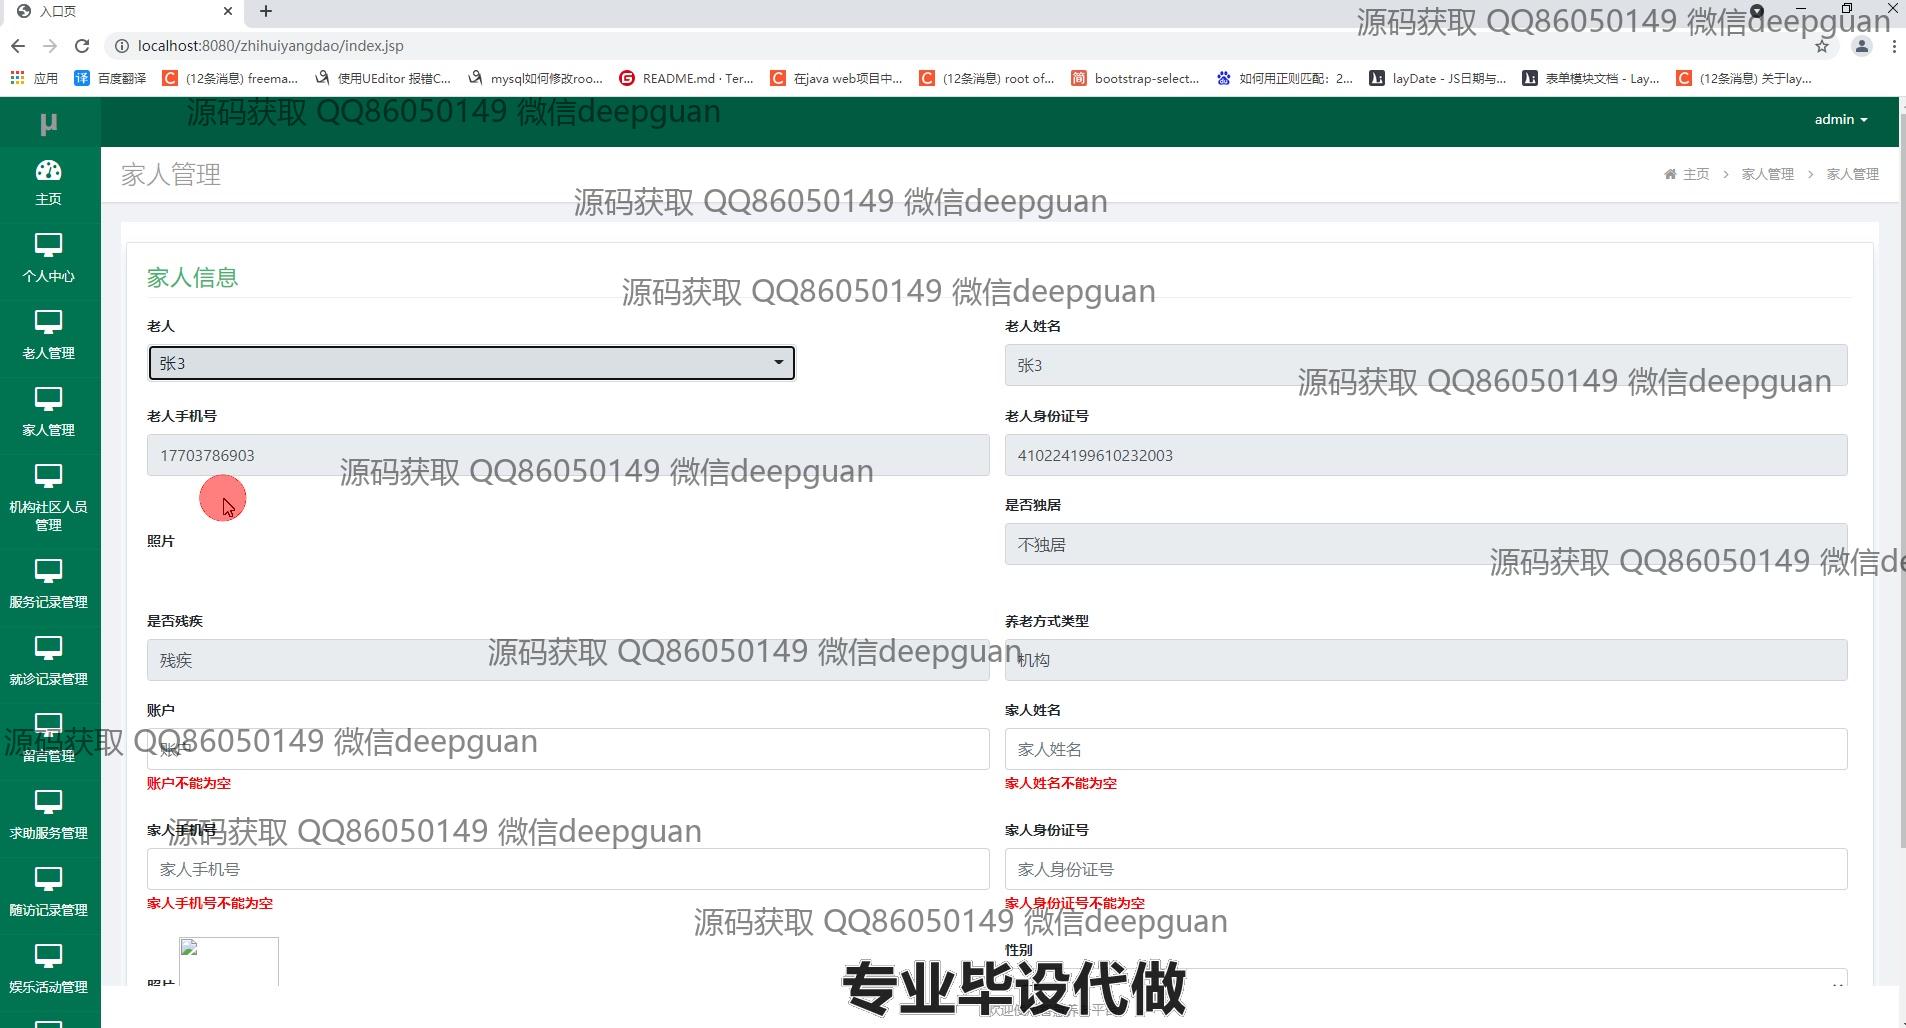 入口页
localhost:8080/zhihuiyangdao/index.jsp
源码获取 QQ86050149 微信deepguan
应用
百度翻译
(12条消息) freema...
使用UEditor 报错C...
mysql如何修改roo...
README.md · Ter...
在java web项目中...
(12条消息) root of...
bootstrap-select...
如何用正则匹配：2...
layDate - JS日期与...
表单模块文档 - Lay...
(12条消息) 关于lay...
μ
源码获取 QQ86050149 微信deepguan
admin
主页
家人管理
主页 > 家人管理 > 家人管理
源码获取 QQ86050149 微信deepguan
个人中心
家人信息
源码获取 QQ86050149 微信deepguan
老人
老人姓名
老人管理
张3
张3
源码获取 QQ86050149 微信deepguan
老人手机号
老人身份证号
家人管理
17703786903
410224199610232003
源码获取 QQ86050149 微信deepguan
机构社区人员
管理
是否独居
照片
不独居
源码获取 QQ86050149 微信de
服务记录管理
是否残疾
养老方式类型
残疾
机构
源码获取 QQ86050149 微信deepguan
就诊记录管理
账户
家人姓名
源码获取 QQ86050149 微信deepguan
账户
家人姓名
留言管理
账户不能为空
家人姓名不能为空
求助服务管理
家人手机号
家人身份证号
源码获取 QQ86050149 微信deepguan
家人手机号
家人身份证号
家人手机号不能为空
家人身份证号不能为空
随访记录管理
源码获取 QQ86050149 微信deepguan
性别
照片
娱乐活动管理
专业毕设代做